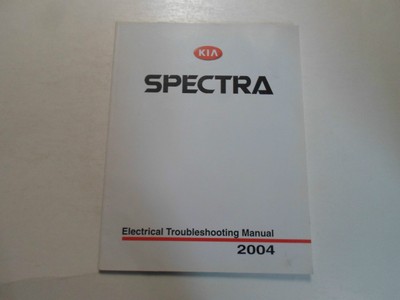 KIA
SPECTRA
Electrical Troubleshooting Manual
2004